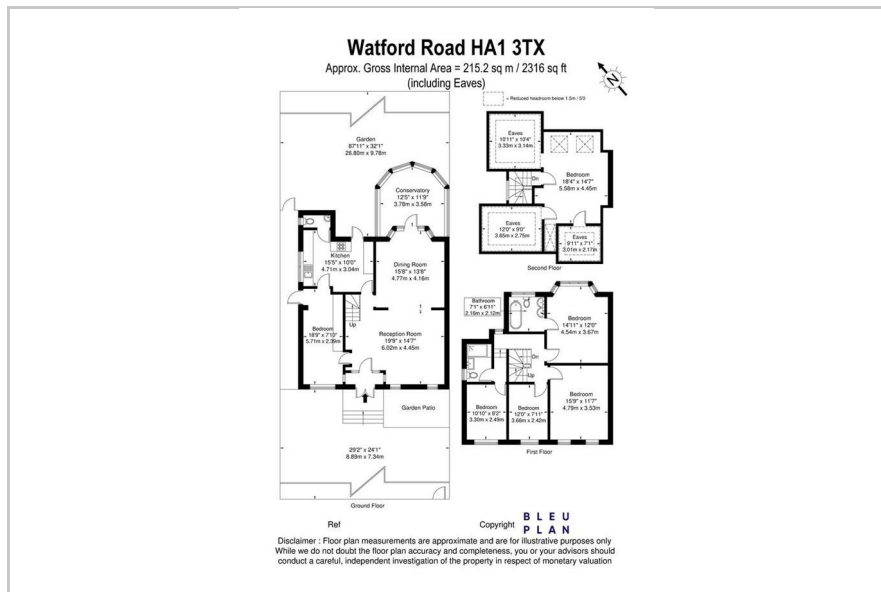 Watford Road HA1 3TX
Approx. Gross Internal Area = 215.2 sq m / 2316 sq ft
(including Eaves)
N
= Reduced headroom below 1.5m / 5'0
Garden
87'11" x 32'1"
26.80m x 9.78m
Conservatory
12'5" x 11'9"
3.78m x 3.58m
Kitchen
15'5" x 10'0"
4.71m x 3.04m
Dining Room
15'8" x 13'8"
4.77m x 4.16m
Up
Bedroom
18'9" x 7'10"
5.71m x 2.39m
Reception Room
19'9" x 14'7"
6.02m x 4.45m
Garden Patio
29'2" x 24'1"
8.89m x 7.34m
Ground Floor
Eaves
10'11" x 10'4"
3.33m x 3.14m
Dn
Bedroom
18'4" x 14'7"
5.58m x 4.45m
Eaves
12'0" x 9'0"
3.65m x 2.75m
Eaves
9'11" x 7'1"
3.01m x 2.17m
Second Floor
Bathroom
7'1" x 6'11"
2.16m x 2.12m
Bedroom
14'11" x 12'0"
4.54m x 3.67m
Dn
Up
Bedroom
10'10" x 8'2"
3.30m x 2.49m
Bedroom
12'0" x 7'11"
3.66m x 2.42m
Bedroom
15'9" x 11'7"
4.79m x 3.53m
First Floor
Ref
Copyright
BLEU
PLAN
Disclaimer : Floor plan measurements are approximate and are for illustrative purposes only
While we do not doubt the floor plan accuracy and completeness, you or your advisors should
conduct a careful, independent investigation of the property in respect of monetary valuation